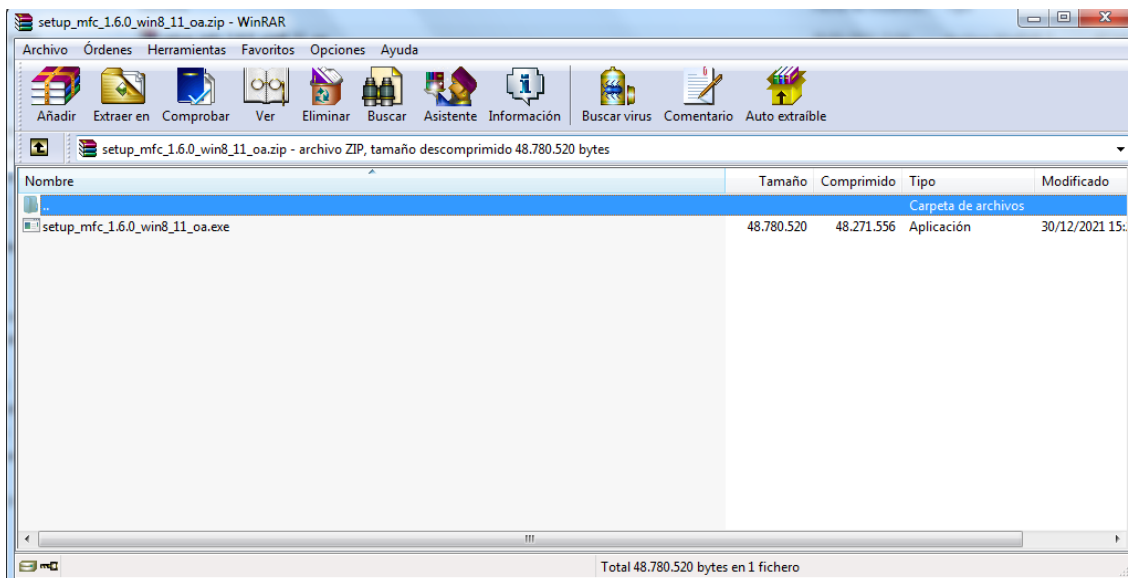 setup_mfc_1.6.0_win8_11_oa.zip - WinRAR
Archivo Órdenes Herramientas Favoritos Opciones Ayuda
Añadir Extraer en Comprobar Ver Eliminar Buscar Asistente Información Buscar virus Comentario Auto extraíble
setup_mfc_1.6.0_win8_11_oa.zip - archivo ZIP, tamaño descomprimido 48.780.520 bytes
Nombre Tamaño Comprimido Tipo Modificado
.. Carpeta de archivos
setup_mfc_1.6.0_win8_11_oa.exe 48.780.520 48.271.556 Aplicación 30/12/2021 15:
Total 48.780.520 bytes en 1 fichero